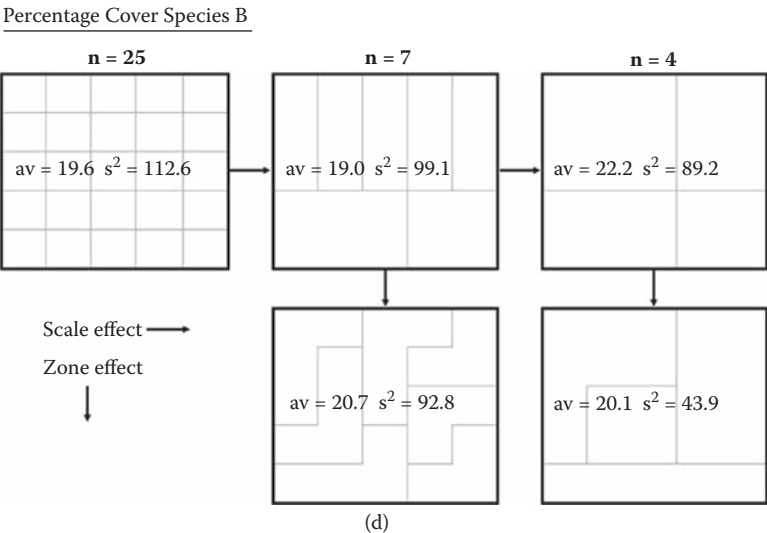 Percentage Cover Species B
n = 25
n = 7
n = 4
av = 19.6 s² = 112.6
av = 19.0 s² = 99.1
av = 22.2 s² = 89.2
Scale effect
Zone effect
av = 20.7 s² = 92.8
av = 20.1 s² = 43.9
(d)